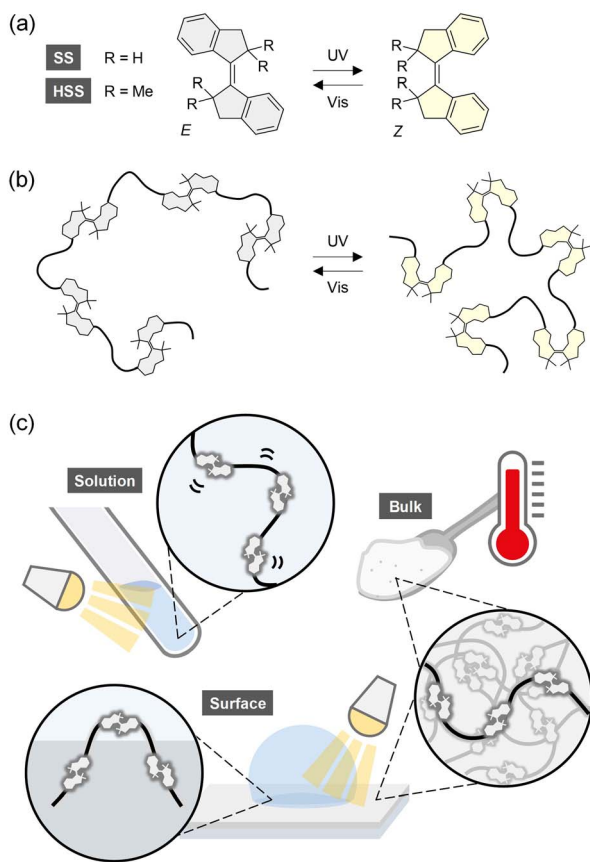 (a)
SS R = H
HSS R = Me
R
R
R
R
E
UV
Vis
R
R
R
R
Z
(b)
UV
Vis
(c)
Solution
Bulk
Surface